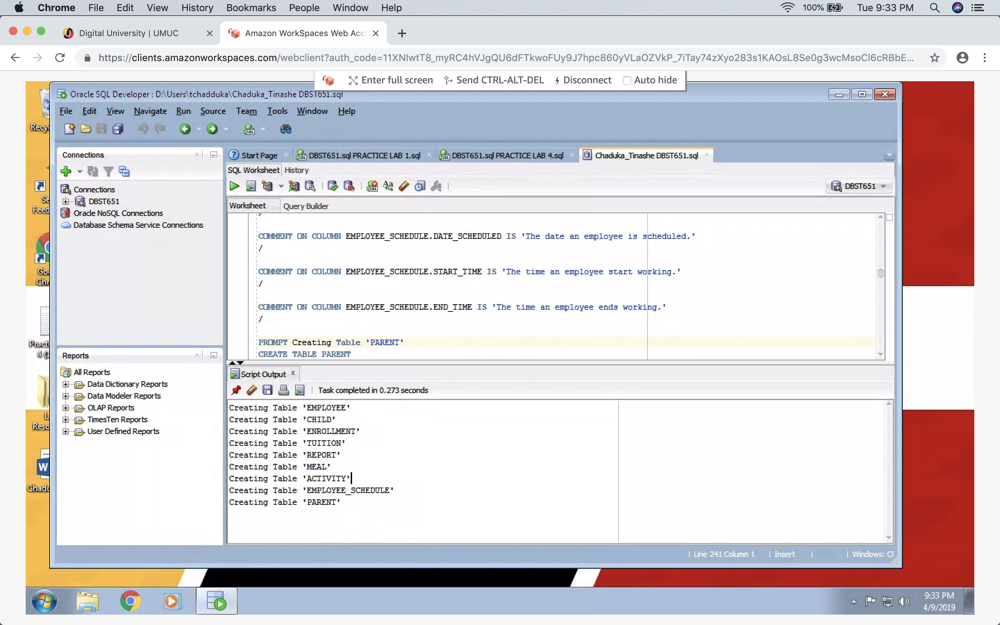 Chrome File Edit View History Bookmarks People Window Help 100% Tue 9:33 PM
Digital University | UMUC
Amazon WorkSpaces Web Acc
https://clients.amazonworkspaces.com/webclient?auth_code=11XNIwtT8_myRC4hVJgQU6dFTkwoFUy9J7hpc860yVLaOZVkP_7iTay74zXyo283s1KAOsL8Se0g3wcMsoCl6cRBbE...
Enter full screen Send CTRL-ALT-DEL Disconnect Auto hide
Oracle SQL Developer : D:\Users\tchadduka\Chaduka_Tinashe DBST651.sql
File Edit View Navigate Run Source Team Tools Window Help
Recy
Se
Feed
Go
Chr
Practi
4 (1
L
Reso
Chadu
Connections
Connections
DBST651
Oracle NoSQL Connections
Database Schema Service Connections
Reports
All Reports
Data Dictionary Reports
Data Modeler Reports
OLAP Reports
TimesTen Reports
User Defined Reports
Start Page DBST651.sql PRACTICE LAB 1.sql DBST651.sql PRACTICE LAB 4.sql Chaduka_Tinashe DBST651.sql
SQL Worksheet History
DBST651
Worksheet Query Builder
/
COMMENT ON COLUMN EMPLOYEE_SCHEDULE.DATE_SCHEDULED IS 'The date an employee is scheduled.'
/
COMMENT ON COLUMN EMPLOYEE_SCHEDULE.START_TIME IS 'The time an employee start working.'
/
COMMENT ON COLUMN EMPLOYEE_SCHEDULE.END_TIME IS 'The time an employee ends working.'
/
PROMPT Creating Table 'PARENT'
CREATE TABLE PARENT
Script Output
Task completed in 0.273 seconds
Creating Table 'EMPLOYEE'
Creating Table 'CHILD'
Creating Table 'ENROLLMENT'
Creating Table 'TUITION'
Creating Table 'REPORT'
Creating Table 'MEAL'
Creating Table 'ACTIVITY'
Creating Table 'EMPLOYEE_SCHEDULE'
Creating Table 'PARENT'
Line 241 Column 1 | Insert | | Windows: CF
9:33 PM
4/9/2019